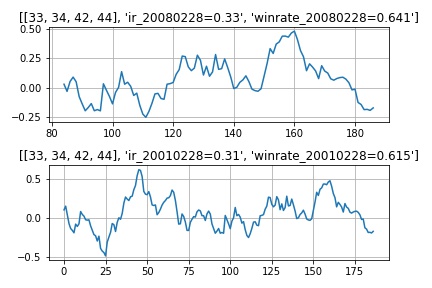 [[33, 34, 42, 44], 'ir_20080228=0.33', 'winrate_20080228=0.641']
0.50
0.25
0.00
−0.25
80 100 120 140 160 180
[[33, 34, 42, 44], 'ir_20010228=0.31', 'winrate_20010228=0.615']
0.5
0.0
−0.5
0 25 50 75 100 125 150 175